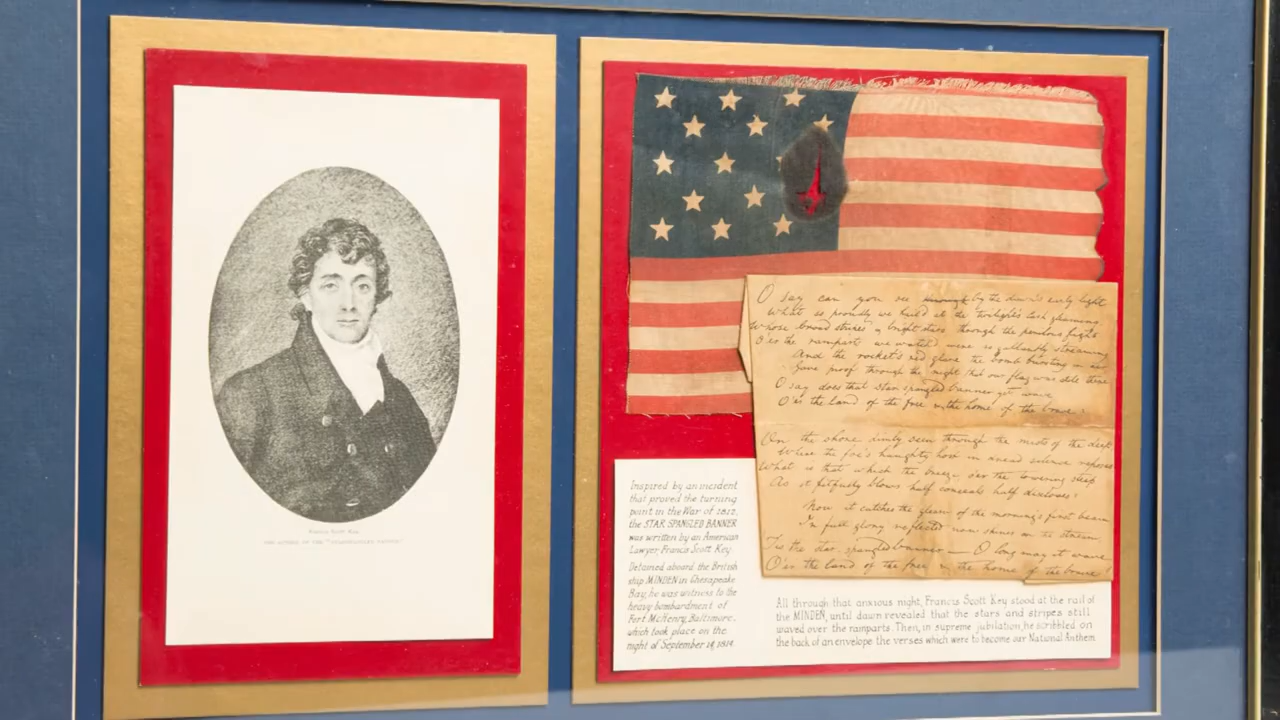 Francis Scott Key
O say can you see through by the dawn's early light
What so proudly we hail'd at the twilight's last gleaming
Whose broad stripes & bright stars through the perilous fight
O'er the ramparts we watch'd were so gallantly streaming
And the rocket's red glare the bomb bursting in air
Gave proof through the night that our flag was still there
O say does that star spangled banner yet wave
O'er the land of the free & the home of the brave?
On the shore dimly seen through the mists of the deep
Where the foe's haughty host in dread silence reposes
What is that which the breeze o'er the towering steep
As it fitfully blows half conceals half discloses?
Now it catches the gleam of the morning's first beam
In full glory reflected now shines in the stream
'Tis the star-spangled banner — O long may it wave
O'er the land of the free & the home of the brave!
Inspired by an incident
that proved the turning
point in the War of 1812,
the STAR SPANGLED BANNER
was written by an American
Lawyer, Francis Scott Key.
Detained aboard the British
ship MINDEN in Chesapeake
Bay, he was witness to the
heavy bombardment of
Fort McHenry, Baltimore,
which took place on the
night of September 14, 1814.
All through that anxious night, Francis Scott Key stood at the rail of
the MINDEN, until dawn revealed that the stars and stripes still
waved over the ramparts. Then, in supreme jubilation, he scribbled on
the back of an envelope the verses which were to become our National Anthem.